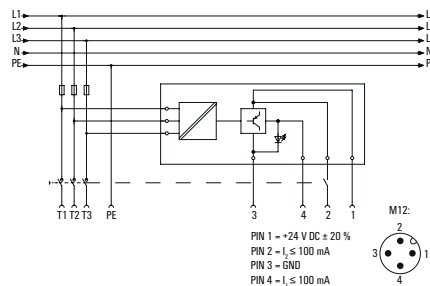 L1
L2
L3
N
PE
L
L
L
N
P
T1 T2 T3 PE 3 4 2 1
M12:
2
3 1
4
PIN 1 = +24 V DC ± 20 %
PIN 2 = I₂ ≤ 100 mA
PIN 3 = GND
PIN 4 = I₁ ≤ 100 mA